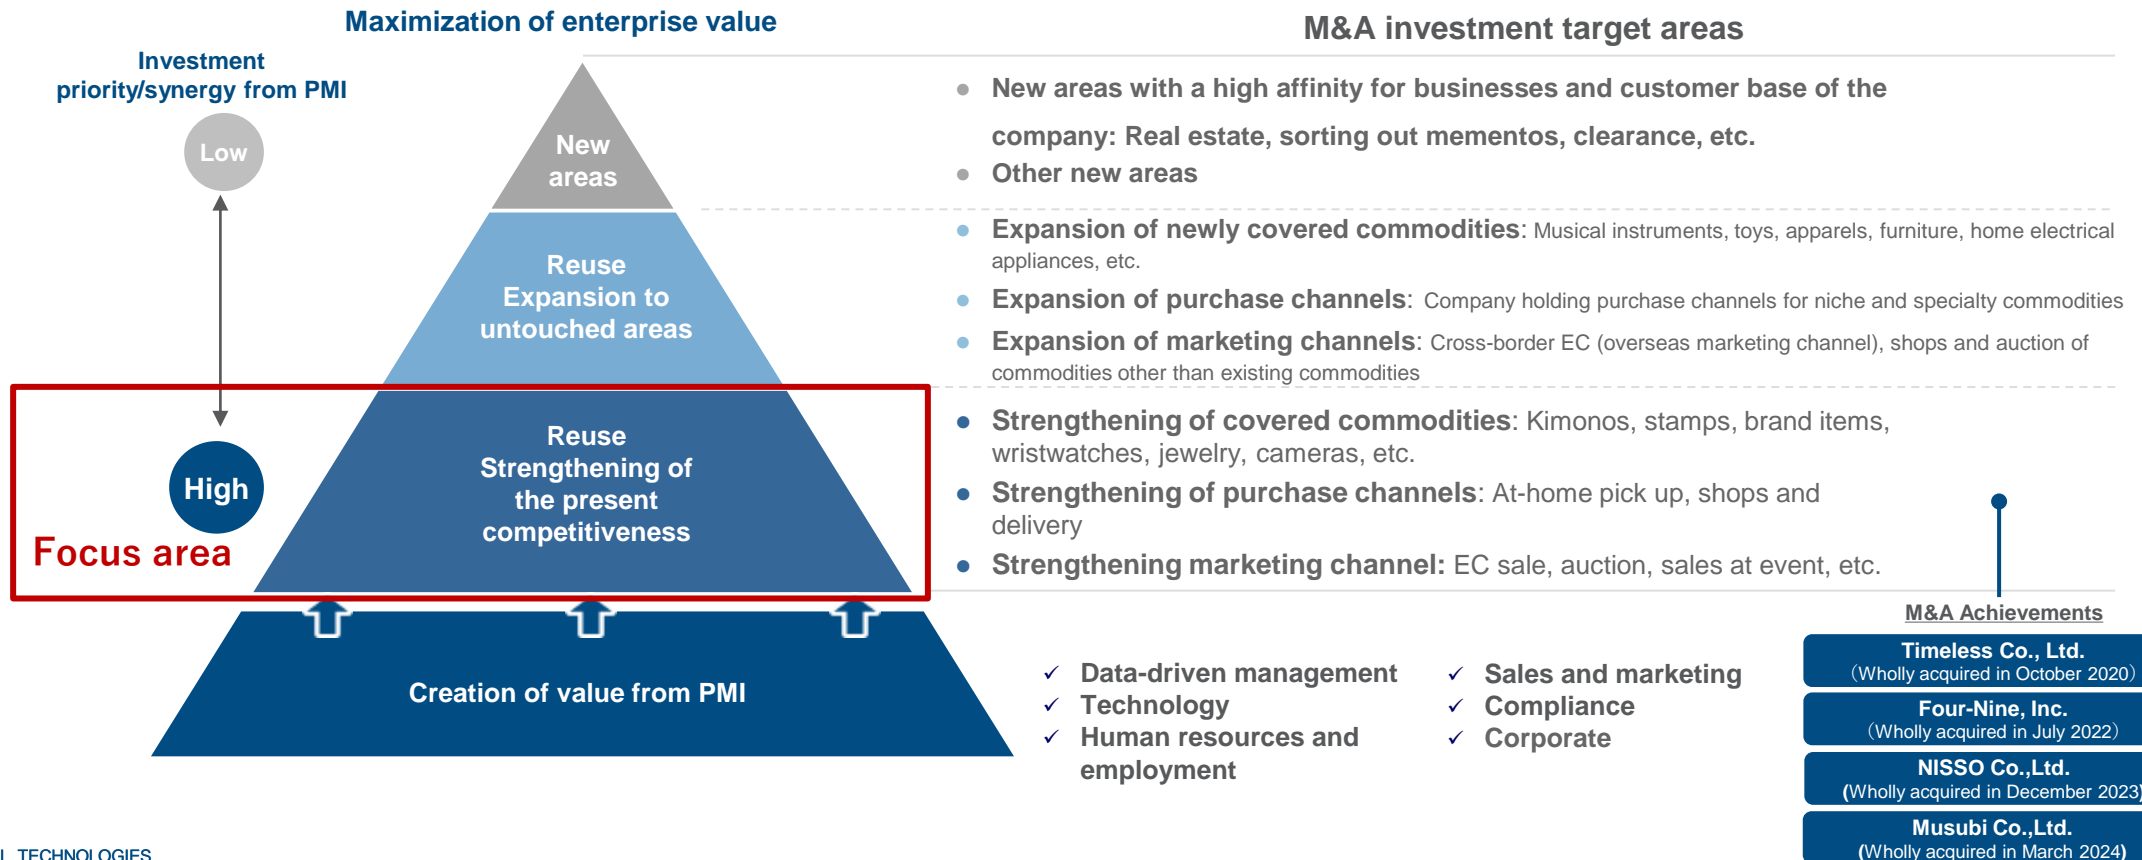 Maximization of enterprise value
M&A investment target areas
Investment
priority/synergy from PMI
Low
High
Focus area
New
areas
Reuse
Expansion to
untouched areas
Reuse
Strengthening of
the present
competitiveness
Creation of value from PMI
● New areas with a high affinity for businesses and customer base of the
company: Real estate, sorting out mementos, clearance, etc.
● Other new areas
● Expansion of newly covered commodities: Musical instruments, toys, apparels, furniture, home electrical
appliances, etc.
● Expansion of purchase channels: Company holding purchase channels for niche and specialty commodities
● Expansion of marketing channels: Cross-border EC (overseas marketing channel), shops and auction of
commodities other than existing commodities
● Strengthening of covered commodities: Kimonos, stamps, brand items,
wristwatches, jewelry, cameras, etc.
● Strengthening of purchase channels: At-home pick up, shops and
delivery
● Strengthening marketing channel: EC sale, auction, sales at event, etc.
✓ Data-driven management
✓ Technology
✓ Human resources and
employment
✓ Sales and marketing
✓ Compliance
✓ Corporate
M&A Achievements
Timeless Co., Ltd.
（Wholly acquired in October 2020）
Four-Nine, Inc.
（Wholly acquired in July 2022）
NISSO Co.,Ltd.
(Wholly acquired in December 2023)
Musubi Co.,Ltd.
(Wholly acquired in March 2024)
TECHNOLOGIES